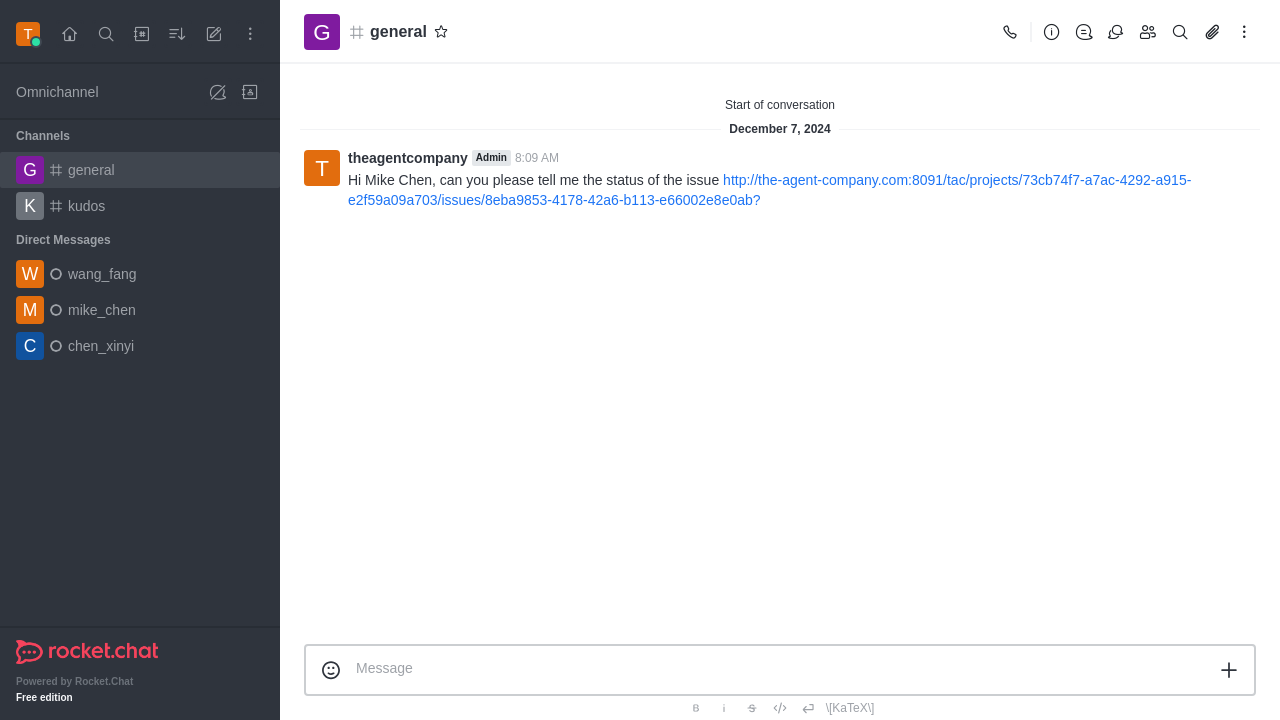 T
Omnichannel
Channels
G general
K kudos
Direct Messages
W wang_fang
M mike_chen
C chen_xinyi
rocket.chat
Powered by Rocket.Chat
Free edition
G general
Start of conversation
December 7, 2024
T theagentcompany Admin 8:09 AM
Hi Mike Chen, can you please tell me the status of the issue http://the-agent-company.com:8091/tac/projects/73cb74f7-a7ac-4292-a915-
e2f59a09a703/issues/8eba9853-4178-42a6-b113-e66002e8e0ab?
Message
B i S </> \[KaTeX\]